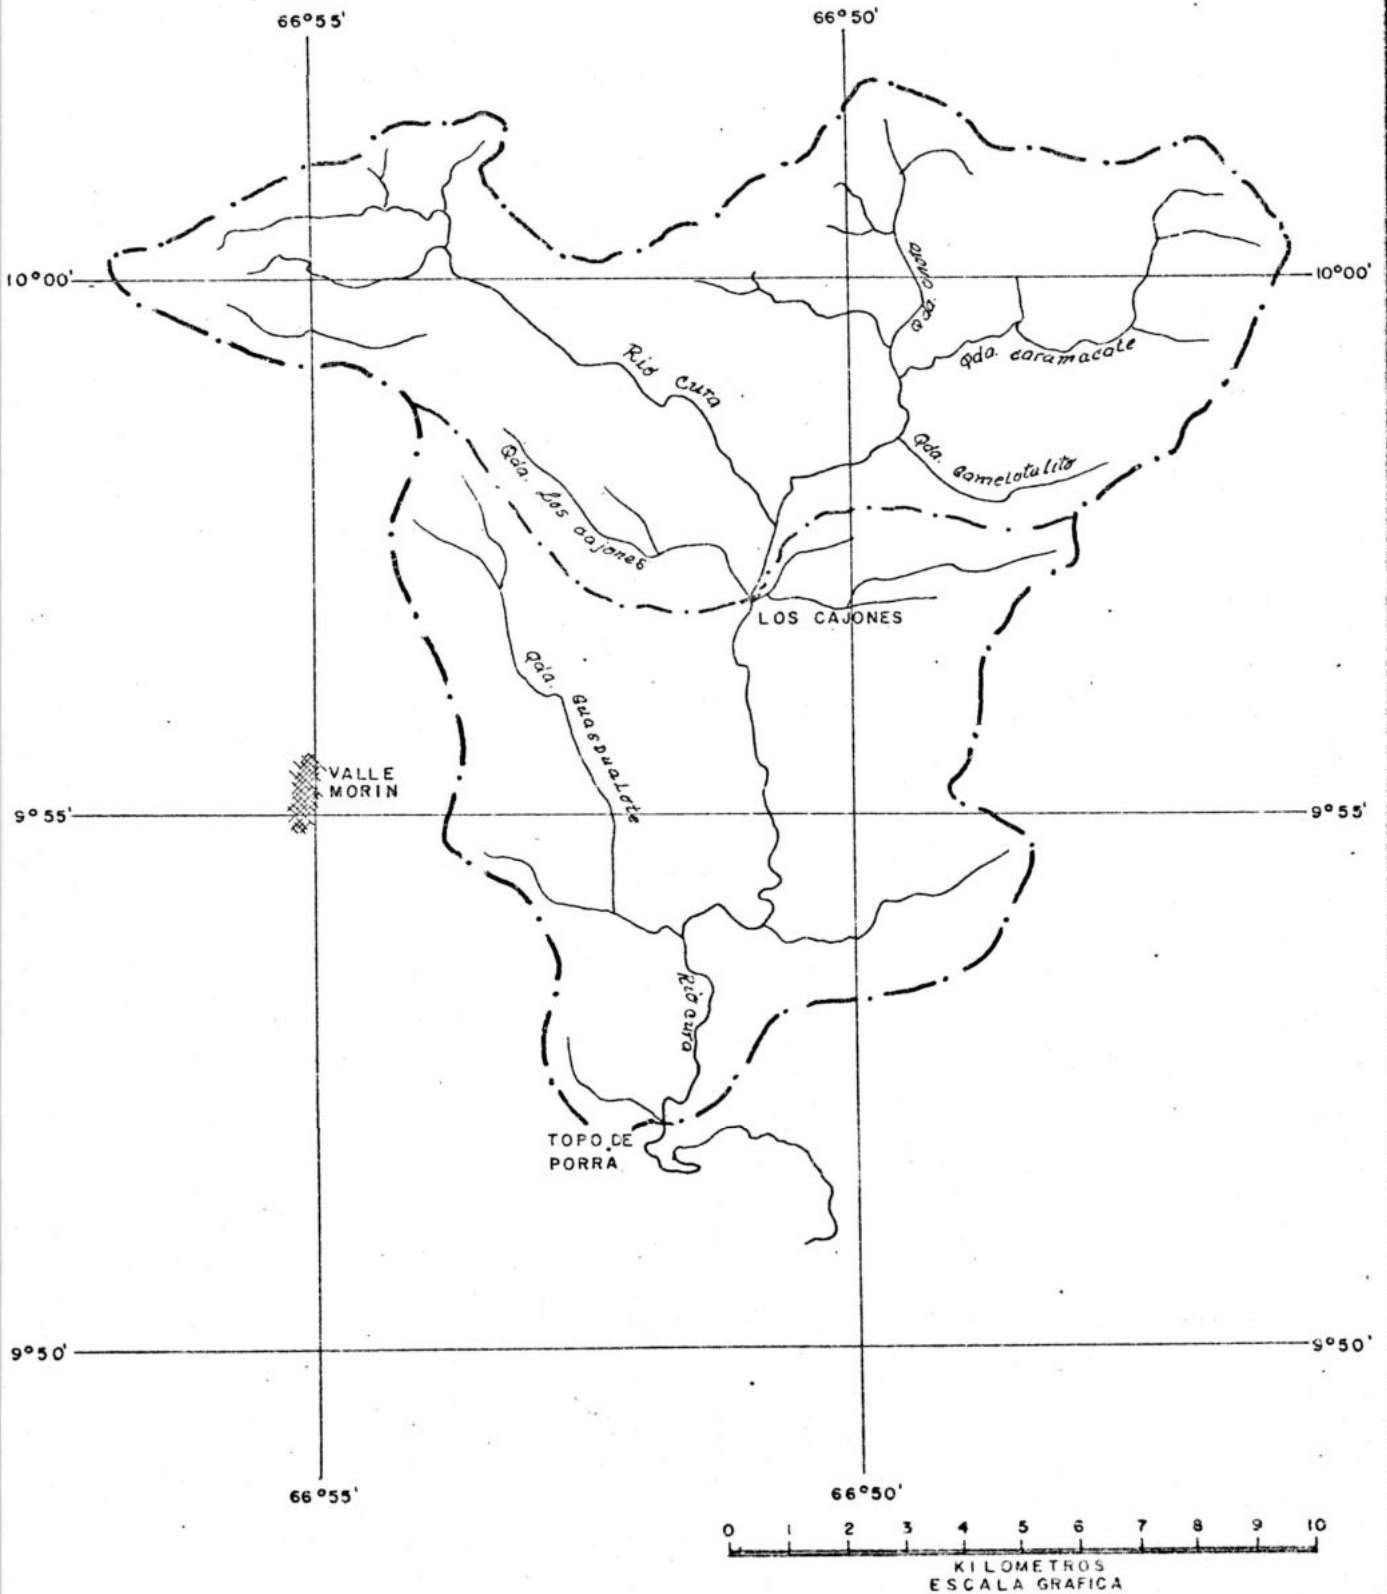 66°55'
66°50'
10°00'
10°00'
Qda. Onoto
Rio Cura
Qda. Caramacate
Qda. Gamelotalito
Qda. Los Cajones
LOS CAJONES
Qda. Guasdualote
VALLE
MORIN
9°55'
9°55'
Rio Cura
TOPO DE
PORRA
9°50'
9°50'
66°55'
66°50'
0 1 2 3 4 5 6 7 8 9 10
KILOMETROS
ESCALA GRAFICA